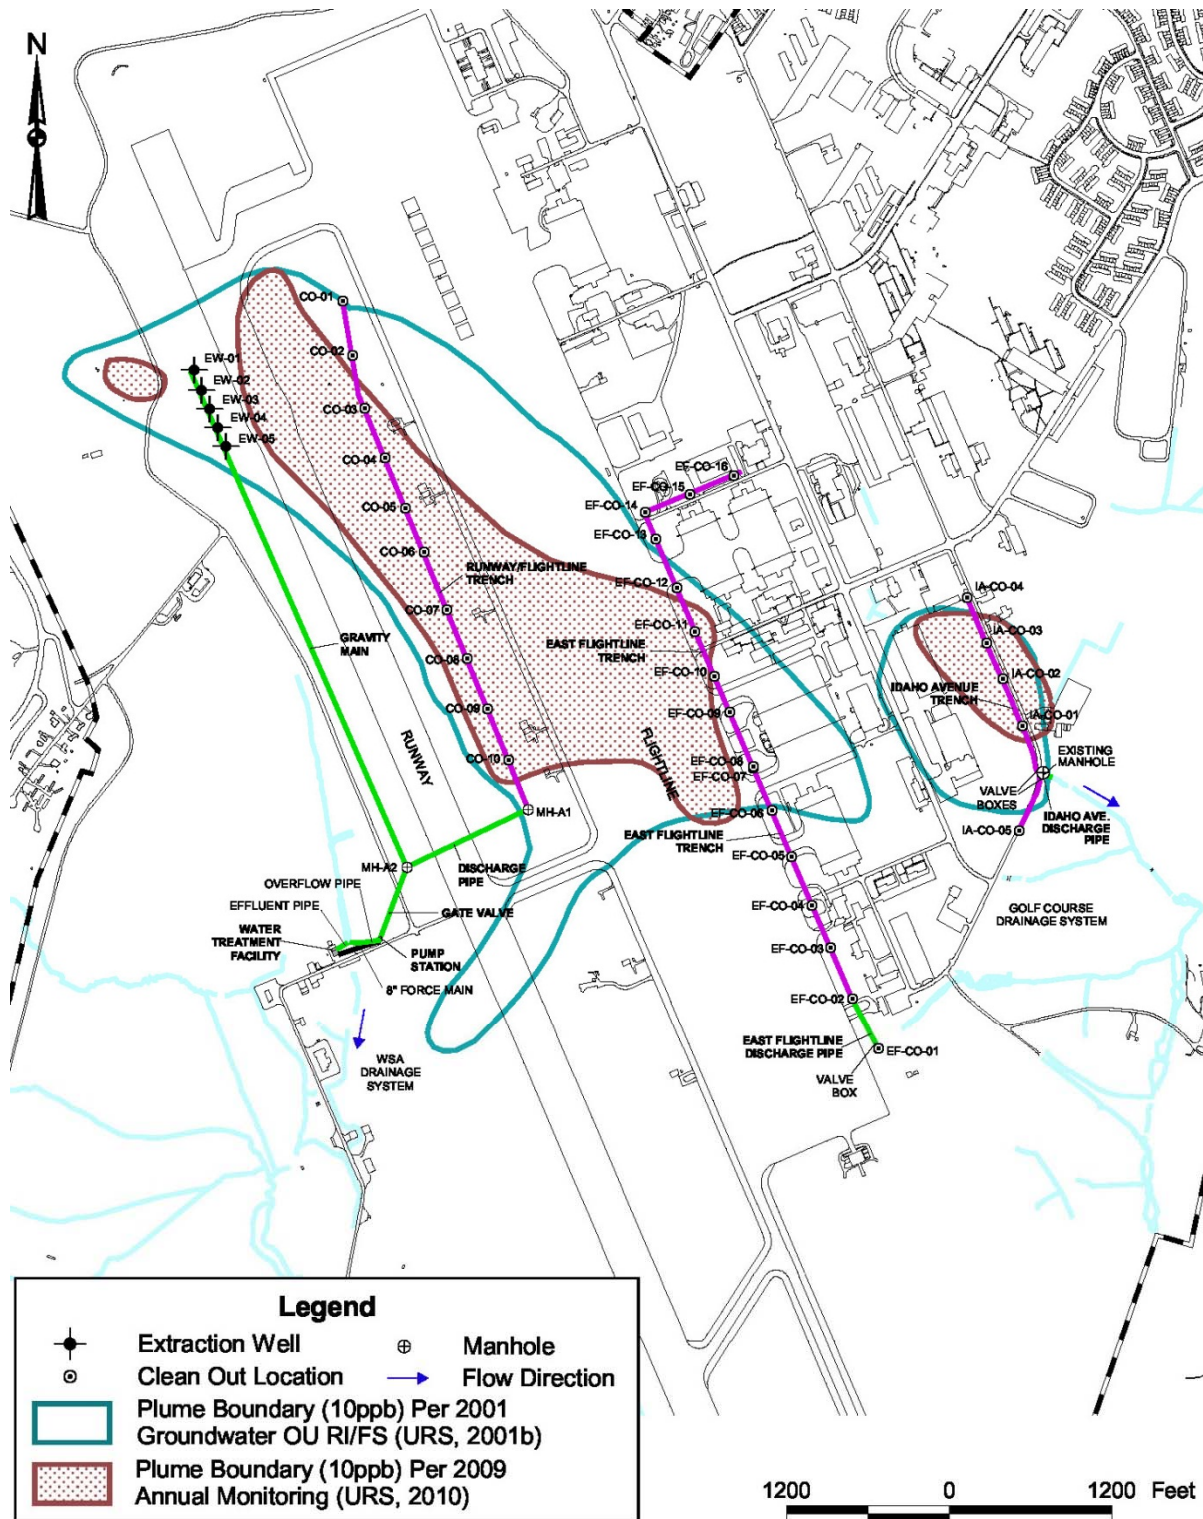 N
CO-01
CO-02
EW-01
EW-02
EW-03
EW-04
EW-05
CO-03
CO-04
CO-05
CO-06
RUNWAY/FLIGHTLINE
TRENCH
CO-07
CO-08
CO-09
CO-10
GRAVITY
MAIN
RUNWAY
FLIGHTLINE
EF-CO-16
EF-CO-15
EF-CO-14
EF-CO-13
EF-CO-12
EF-CO-11
EAST FLIGHTLINE
TRENCH
EF-CO-10
EF-CO-09
EF-CO-08
EF-CO-07
EF-CO-06
EAST FLIGHTLINE
TRENCH
EF-CO-05
EF-CO-04
EF-CO-03
EF-CO-02
EAST FLIGHTLINE
DISCHARGE PIPE
EF-CO-01
VALVE
BOX
IA-CO-04
IA-CO-03
IA-CO-02
IDAHO AVENUE
TRENCH
IA-CO-01
EXISTING
MANHOLE
VALVE
BOXES
IDAHO AVE.
DISCHARGE
PIPE
IA-CO-05
GOLF COURSE
DRAINAGE SYSTEM
MH-A1
MH-A2
DISCHARGE
PIPE
OVERFLOW PIPE
EFFLUENT PIPE
GATE VALVE
WATER
TREATMENT
FACILITY
PUMP
STATION
8" FORCE MAIN
WSA
DRAINAGE
SYSTEM
Legend
Extraction Well
Manhole
Clean Out Location
Flow Direction
Plume Boundary (10ppb) Per 2001
Groundwater OU RI/FS (URS, 2001b)
Plume Boundary (10ppb) Per 2009
Annual Monitoring (URS, 2010)
1200 0 1200 Feet